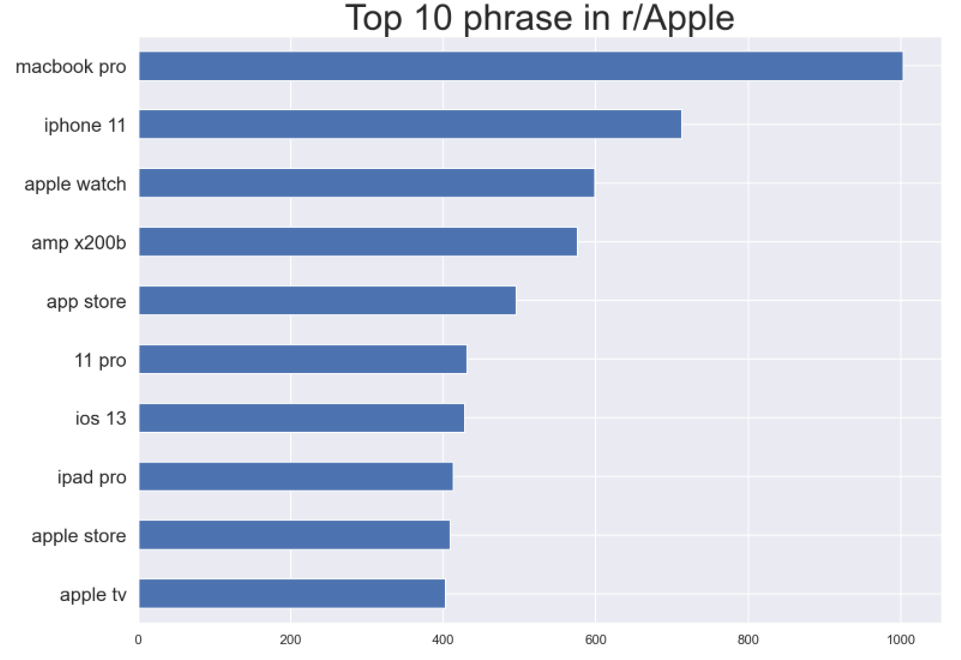 Top 10 phrase in r/Apple
macbook pro
iphone 11
apple watch
amp x200b
app store
11 pro
ios 13
ipad pro
apple store
apple tv
0 200 400 600 800 1000